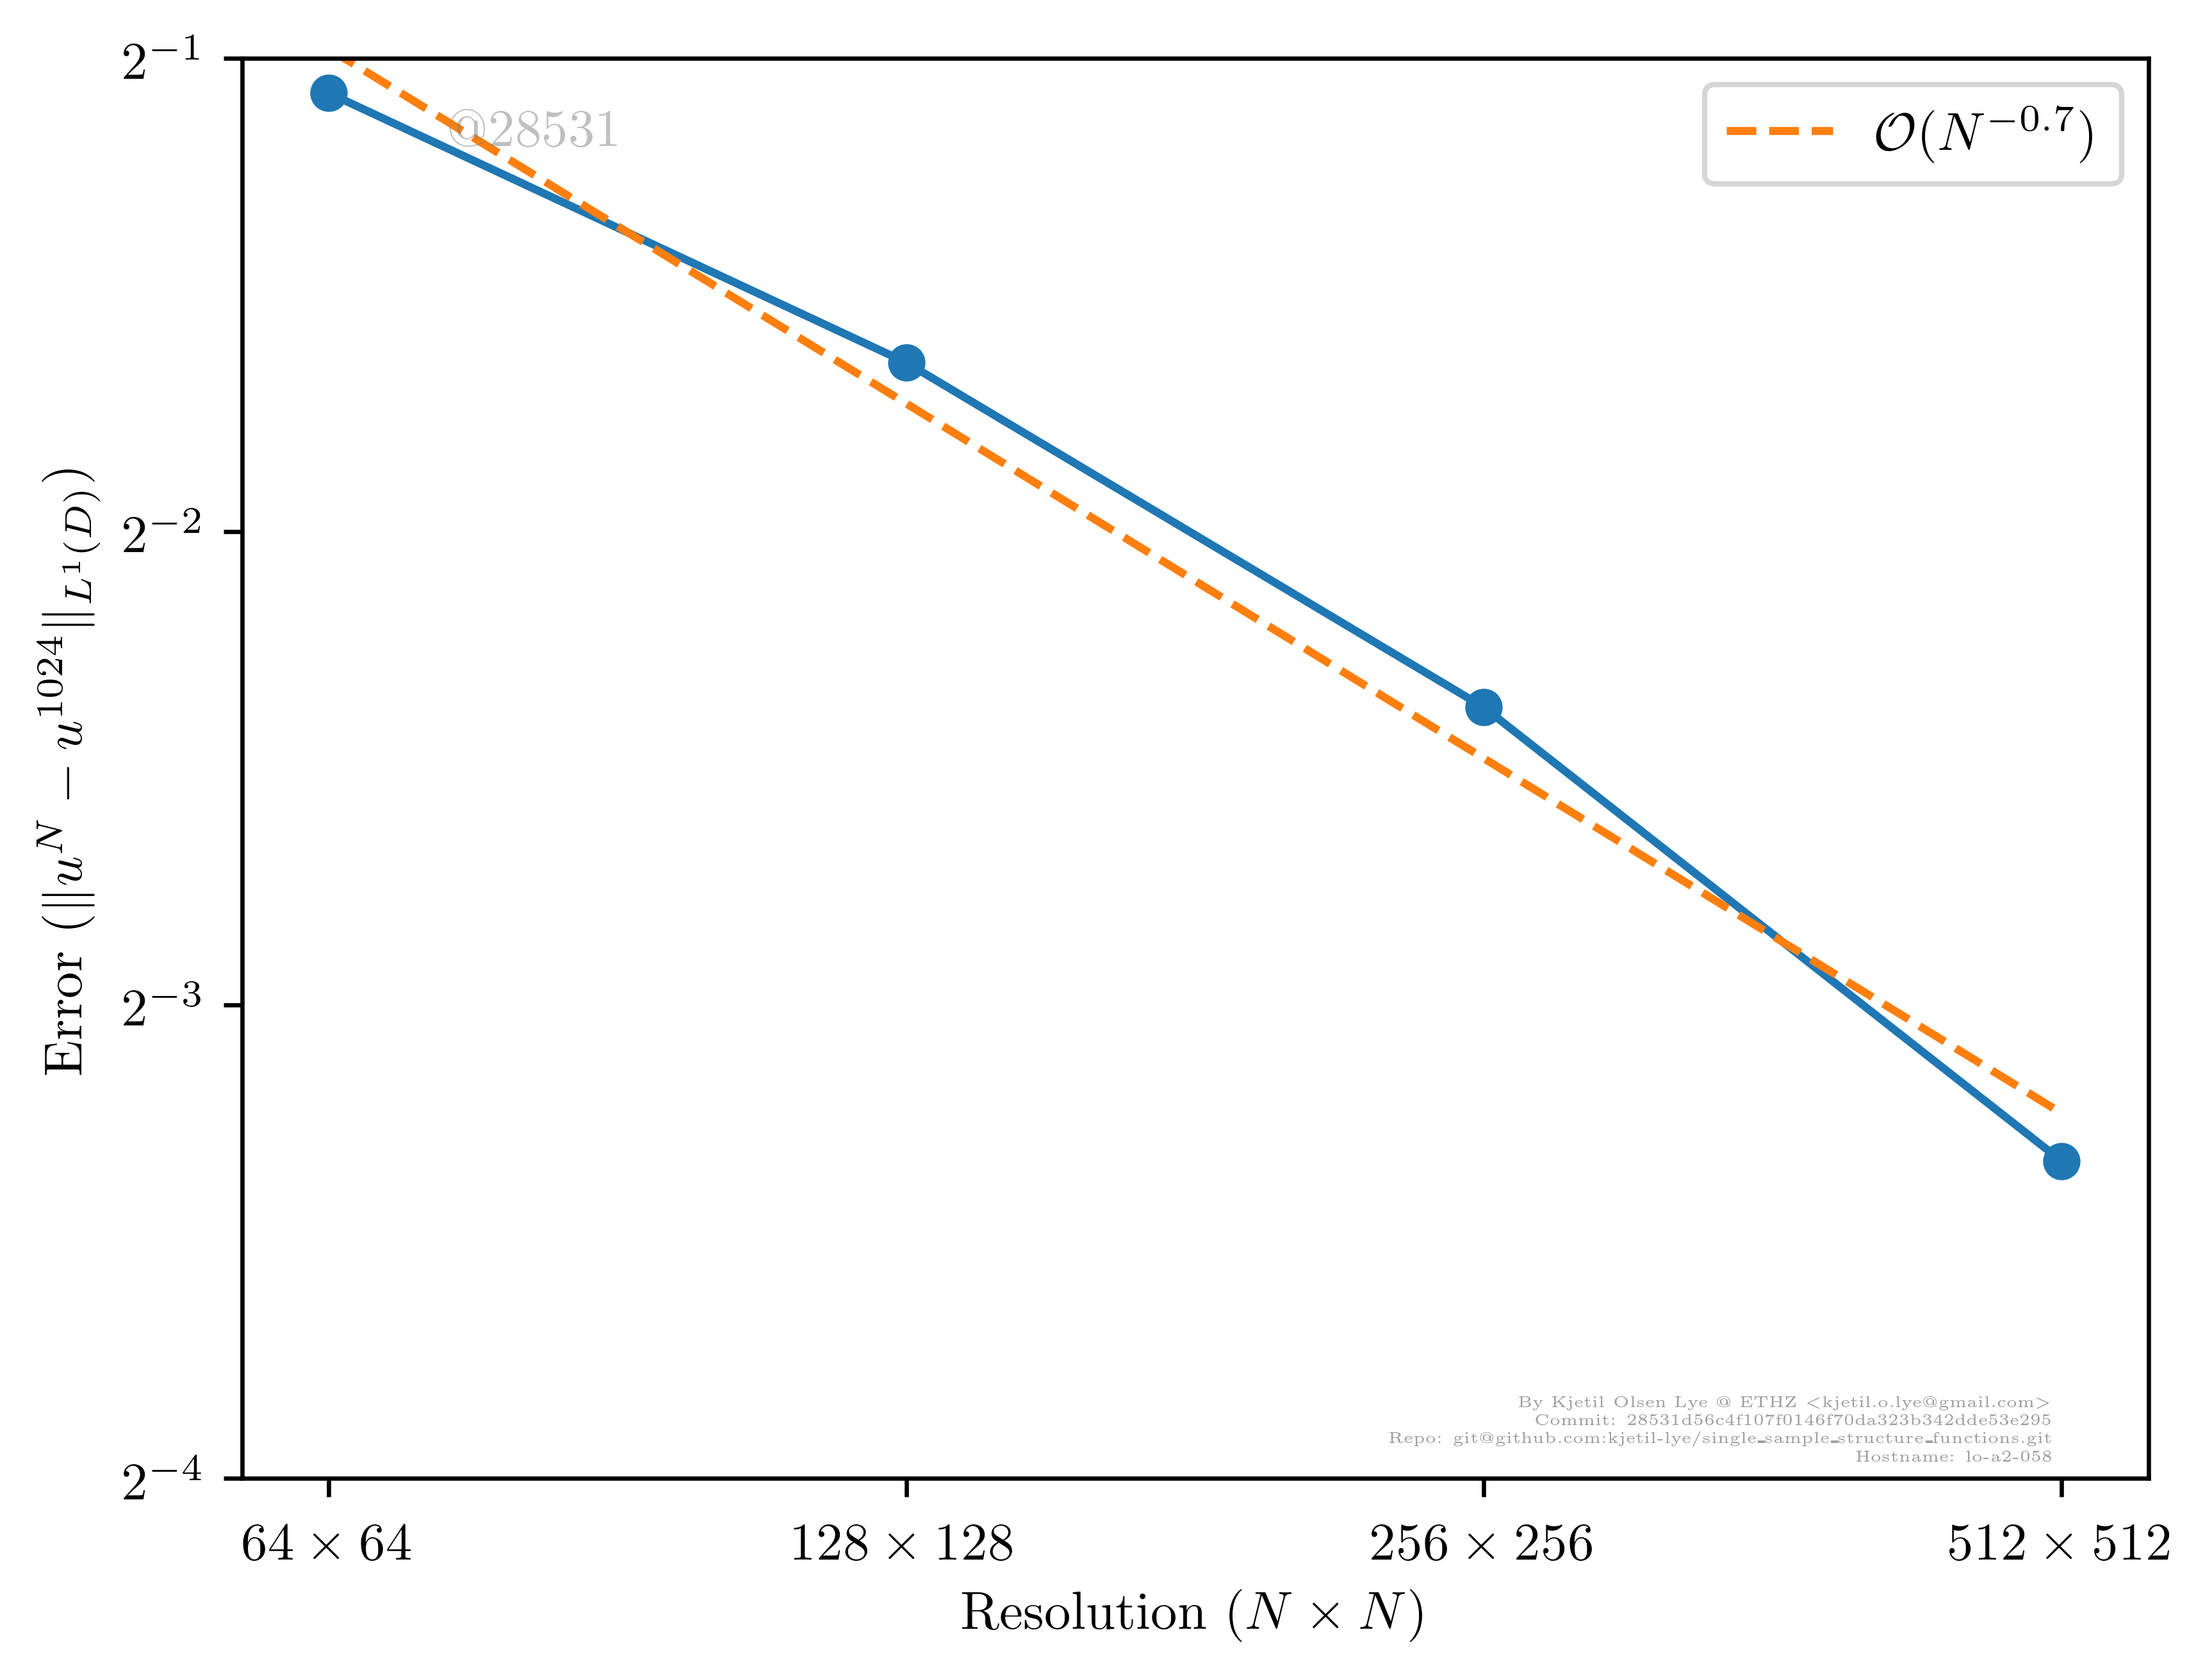 2^{-1}
@28531
\mathcal{O}(N^{-0.7})
2^{-2}
Error (\|u^N - u^{1024}\|_{L^1(D)})
2^{-3}
By Kjetil Olsen Lye @ ETHZ <kjetil.o.lye@gmail.com>
Commit: 28531d56c4f107f0146f70da323b342dde53e295
Repo: git@github.com:kjetil-lye/single_sample_structure_functions.git
Hostname: lo-a2-058
2^{-4}
64 × 64 128 × 128 256 × 256 512 × 512
Resolution (N × N)